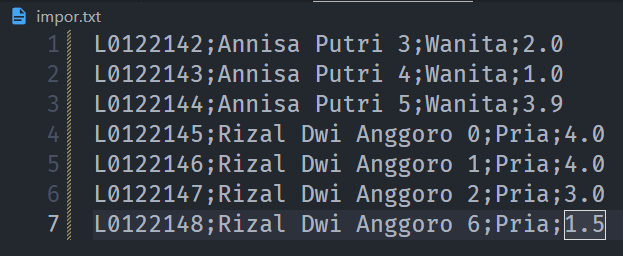 impor.txt
1 L0122142;Annisa Putri 3;Wanita;2.0
2 L0122143;Annisa Putri 4;Wanita;1.0
3 L0122144;Annisa Putri 5;Wanita;3.9
4 L0122145;Rizal Dwi Anggoro 0;Pria;4.0
5 L0122146;Rizal Dwi Anggoro 1;Pria;4.0
6 L0122147;Rizal Dwi Anggoro 2;Pria;3.0
7 L0122148;Rizal Dwi Anggoro 6;Pria;1.5